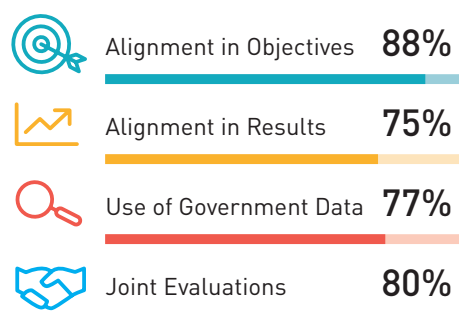 Alignment in Objectives 88%
Alignment in Results 75%
Use of Government Data 77%
Joint Evaluations 80%